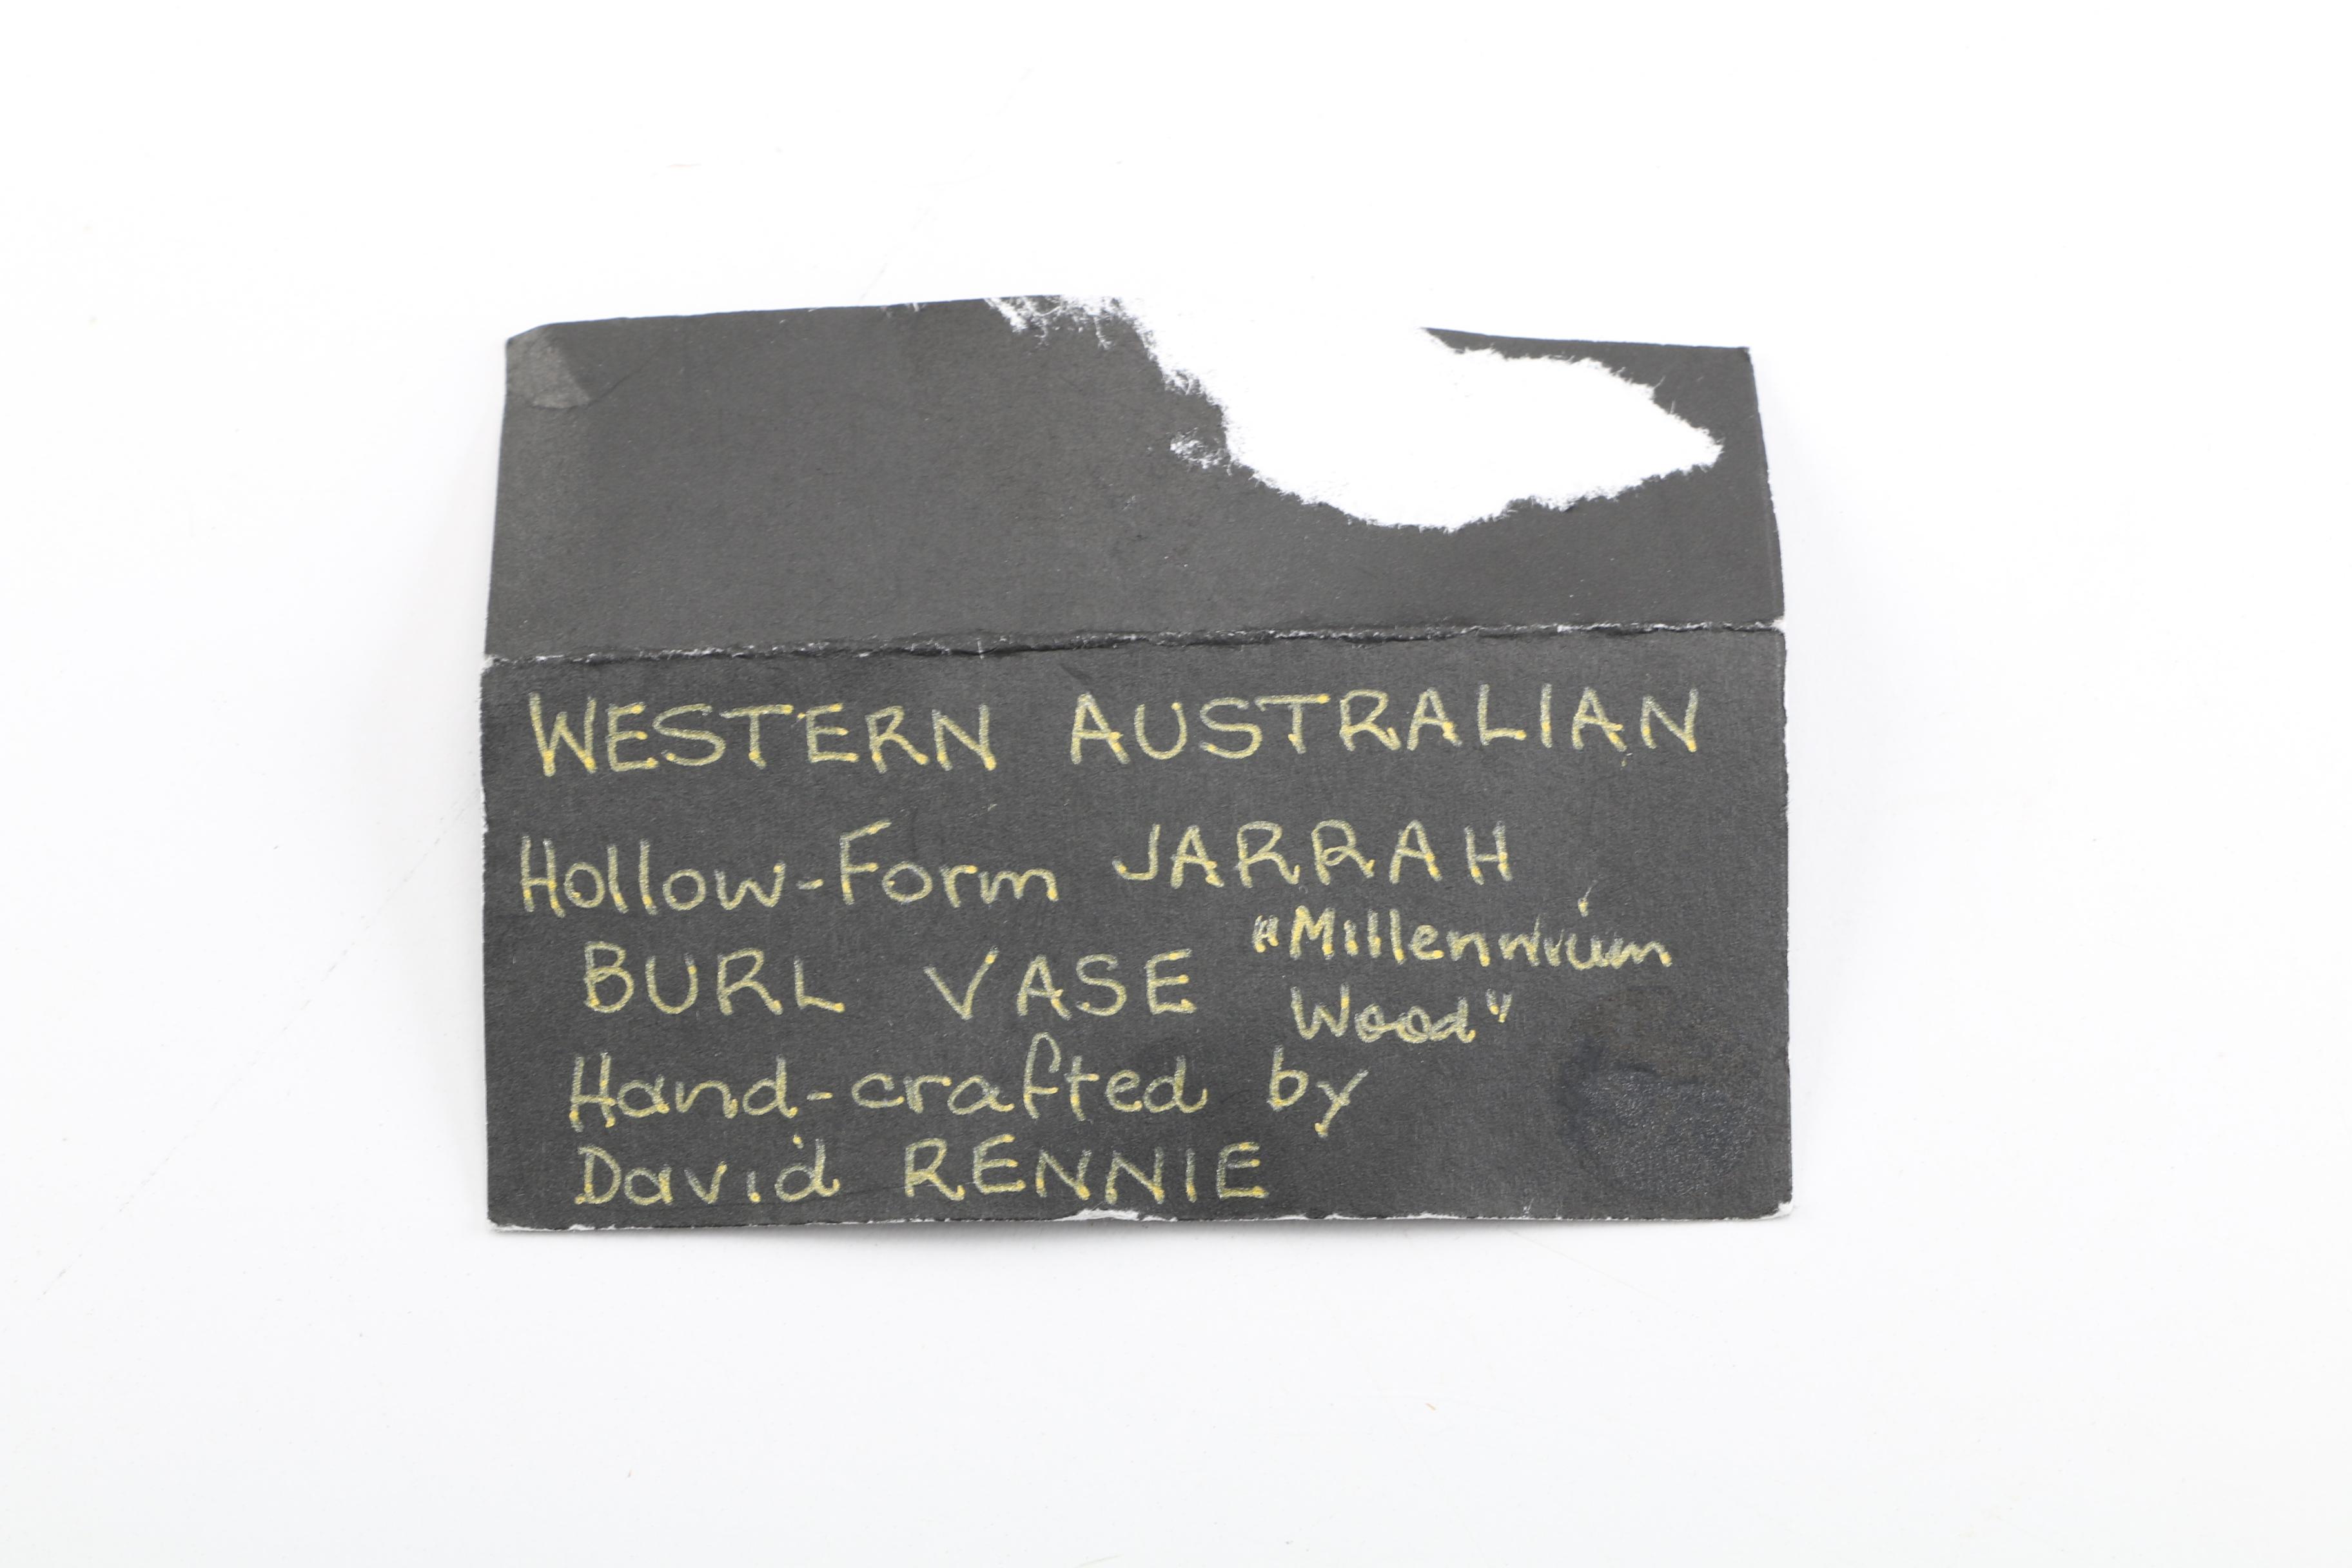 WESTERN AUSTRALIAN
Hollow-Form JARRAH
BURL VASE "Millennium
Wood"
Hand-crafted by
David RENNIE